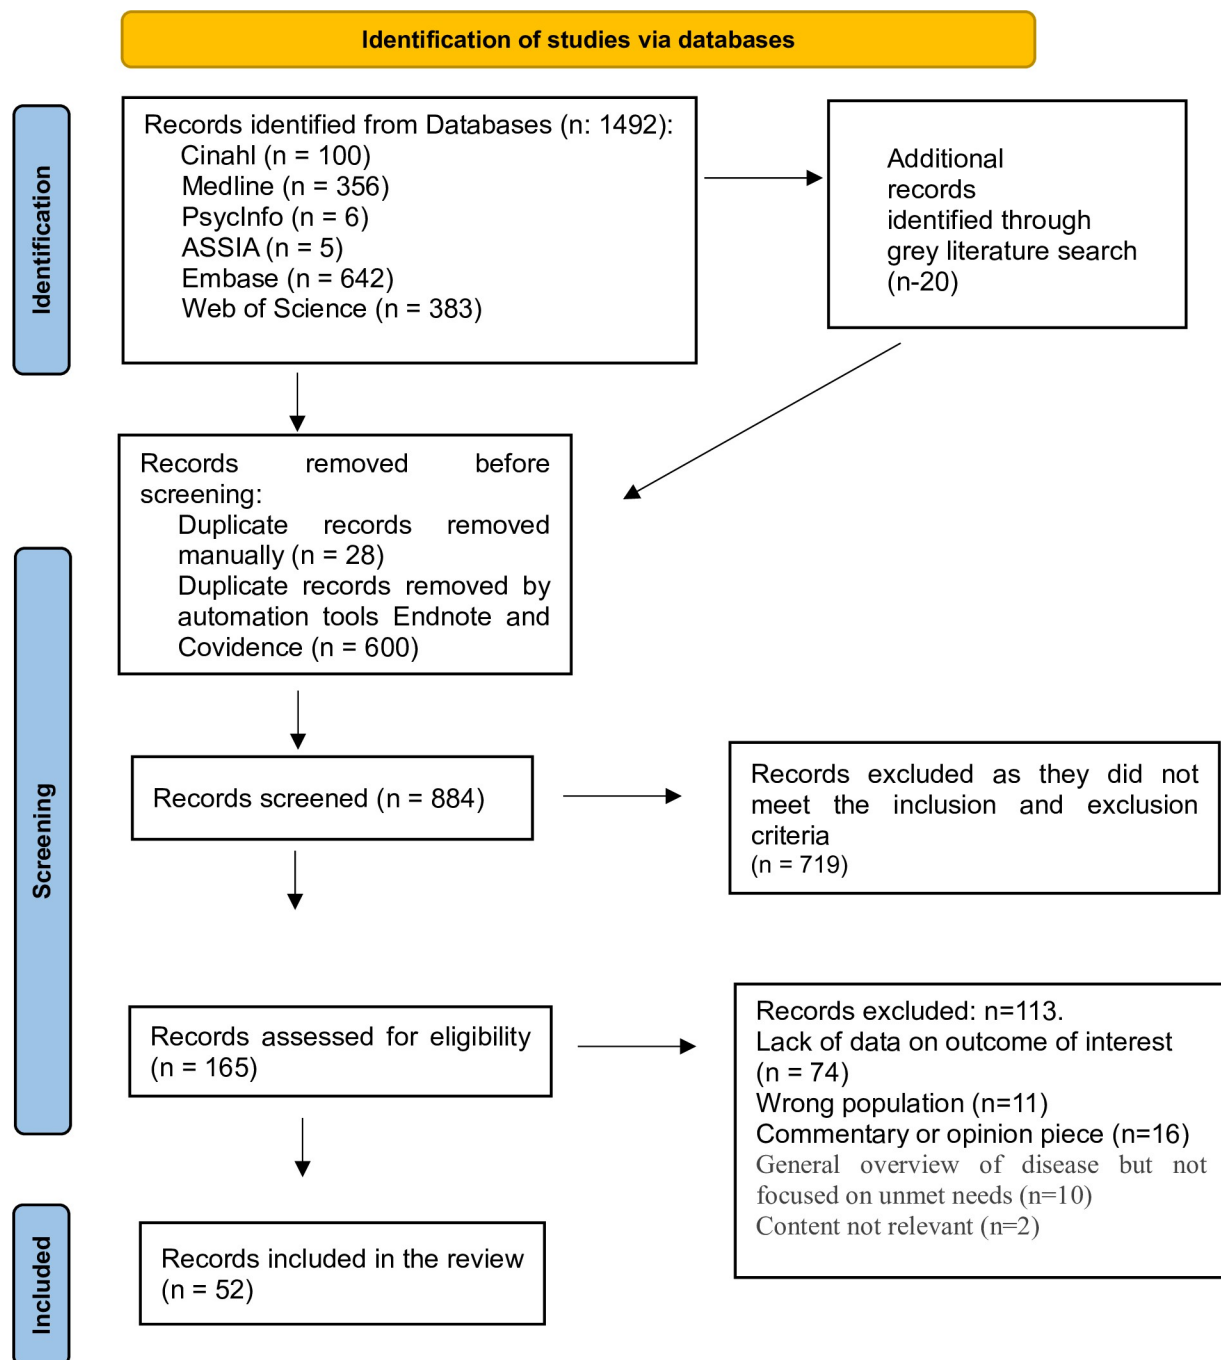 Identification of studies via databases
Identification
Records identified from Databases (n: 1492):
Cinahl (n = 100)
Medline (n = 356)
PsycInfo (n = 6)
ASSIA (n = 5)
Embase (n = 642)
Web of Science (n = 383)
Additional
records
identified through
grey literature search
(n-20)
Records removed before
screening:
Duplicate records removed
manually (n = 28)
Duplicate records removed by
automation tools Endnote and
Covidence (n = 600)
Screening
Records screened (n = 884)
Records excluded as they did not
meet the inclusion and exclusion
criteria
(n = 719)
Records assessed for eligibility
(n = 165)
Records excluded: n=113.
Lack of data on outcome of interest
(n = 74)
Wrong population (n=11)
Commentary or opinion piece (n=16)
General overview of disease but not
focused on unmet needs (n=10)
Content not relevant (n=2)
Included
Records included in the review
(n = 52)